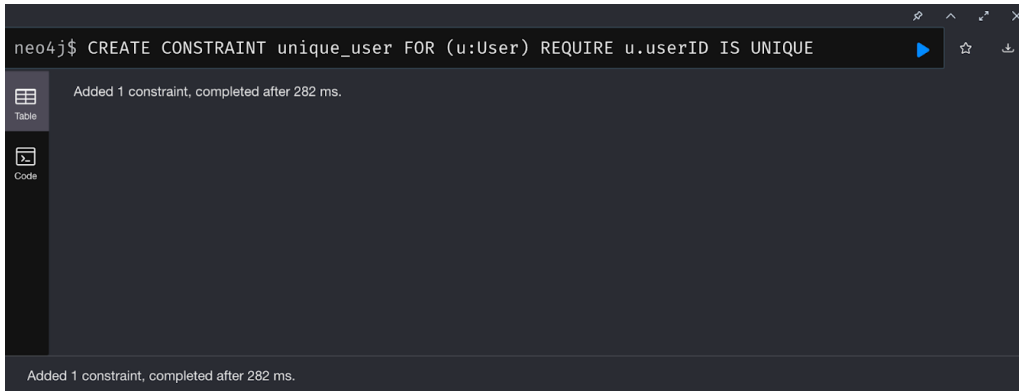 neo4j$ CREATE CONSTRAINT unique_user FOR (u:User) REQUIRE u.userID IS UNIQUE
Added 1 constraint, completed after 282 ms.
Table
Code
Added 1 constraint, completed after 282 ms.